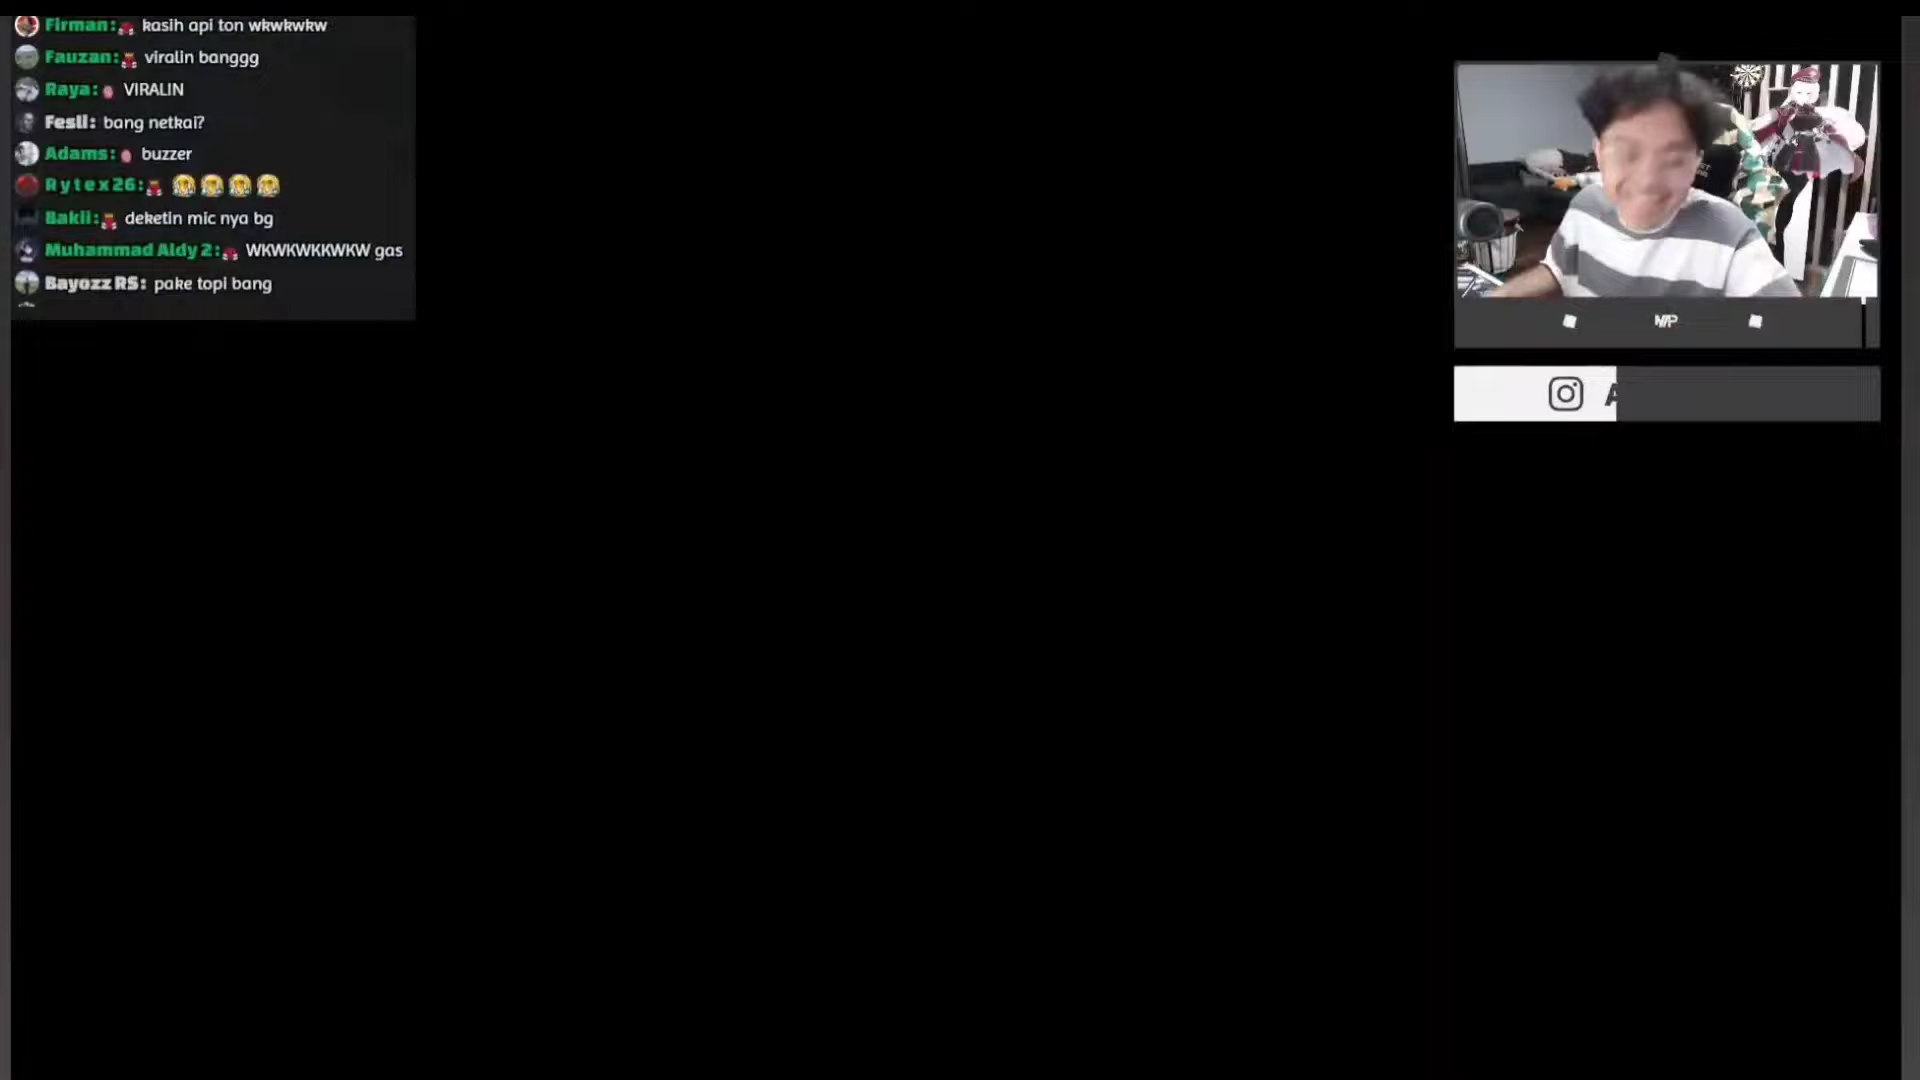 Firman: kasih api ton wkwkwkw
Fauzan: viralin banggg
Raya: VIRALIN
Fesli: bang netkai?
Adams: buzzer
Rytex26:
Bakii: deketin mic nya bg
Muhammad Aldy 2: WKWKWKKWKW gas
Bayozz RS: pake topi bang